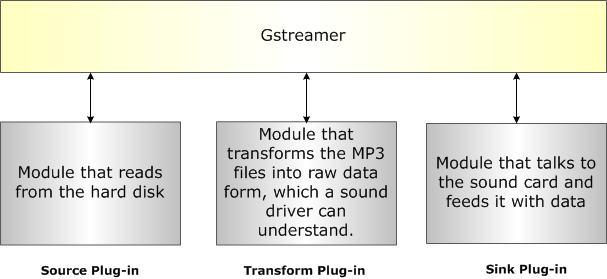 Gstreamer
Module that reads
from the hard disk
Module that
transforms the MP3
files into raw data
form, which a sound
driver can
understand.
Module that talks to
the sound card and
feeds it with data
Source Plug-in
Transform Plug-in
Sink Plug-in